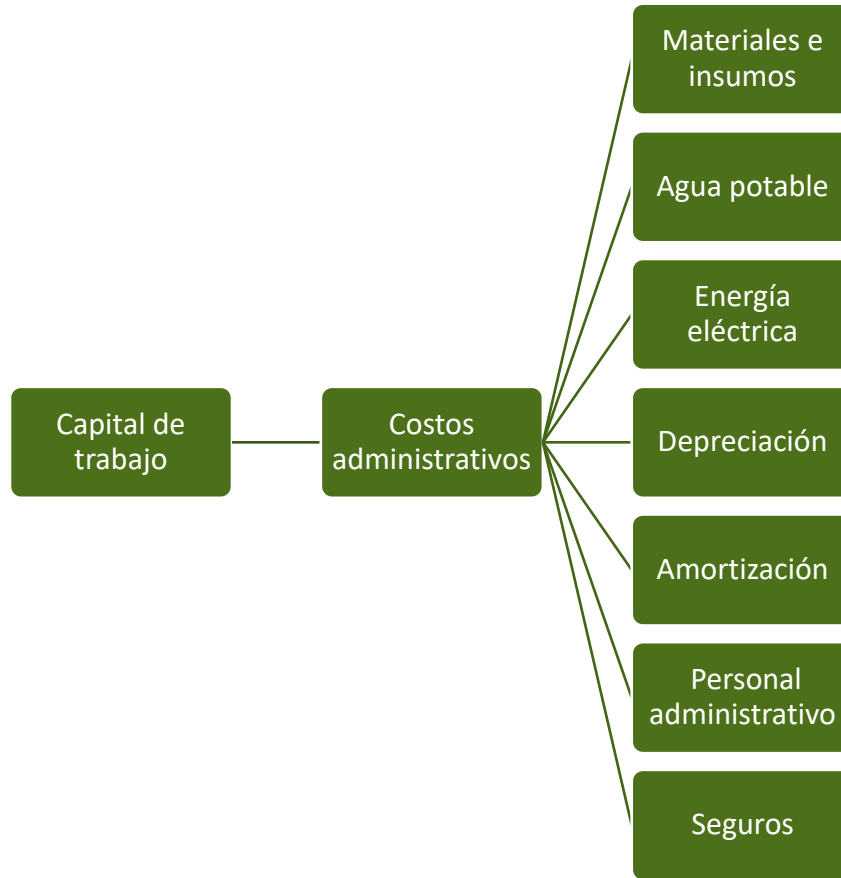 Materiales e
insumos
Agua potable
Energía
eléctrica
Capital de
trabajo
Costos
administrativos
Depreciación
Amortización
Personal
administrativo
Seguros